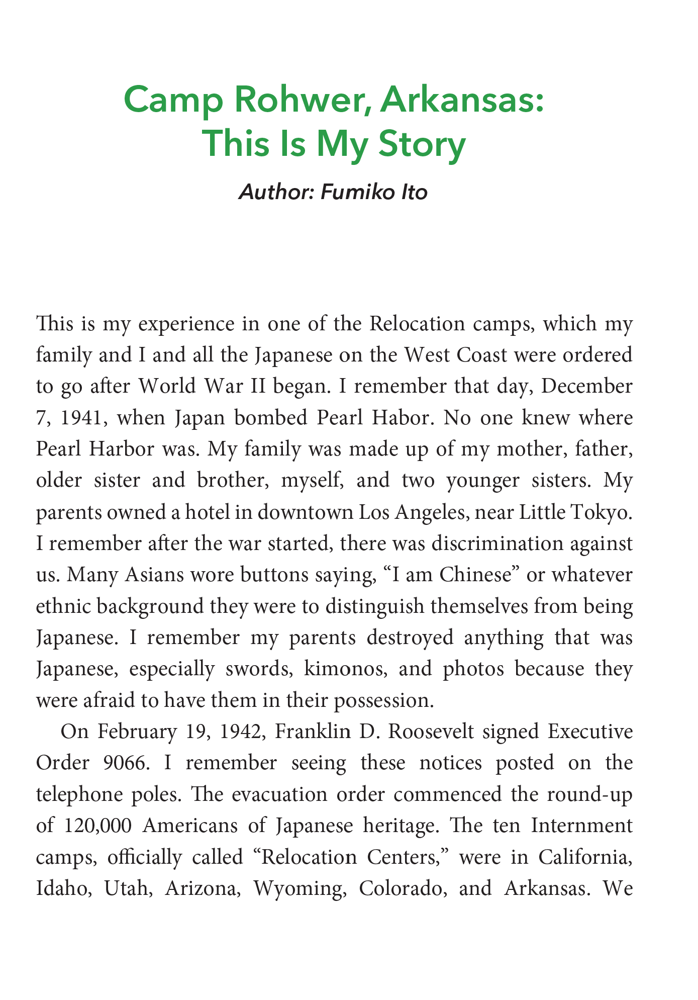 Camp Rohwer, Arkansas:
This Is My Story
Author: Fumiko Ito
This is my experience in one of the Relocation camps, which my
family and I and all the Japanese on the West Coast were ordered
to go after World War II began. I remember that day, December
7, 1941, when Japan bombed Pearl Habor. No one knew where
Pearl Harbor was. My family was made up of my mother, father,
older sister and brother, myself, and two younger sisters. My
parents owned a hotel in downtown Los Angeles, near Little Tokyo.
I remember after the war started, there was discrimination against
us. Many Asians wore buttons saying, “I am Chinese” or whatever
ethnic background they were to distinguish themselves from being
Japanese. I remember my parents destroyed anything that was
Japanese, especially swords, kimonos, and photos because they
were afraid to have them in their possession.
On February 19, 1942, Franklin D. Roosevelt signed Executive
Order 9066. I remember seeing these notices posted on the
telephone poles. The evacuation order commenced the round-up
of 120,000 Americans of Japanese heritage. The ten Internment
camps, officially called “Relocation Centers,” were in California,
Idaho, Utah, Arizona, Wyoming, Colorado, and Arkansas. We